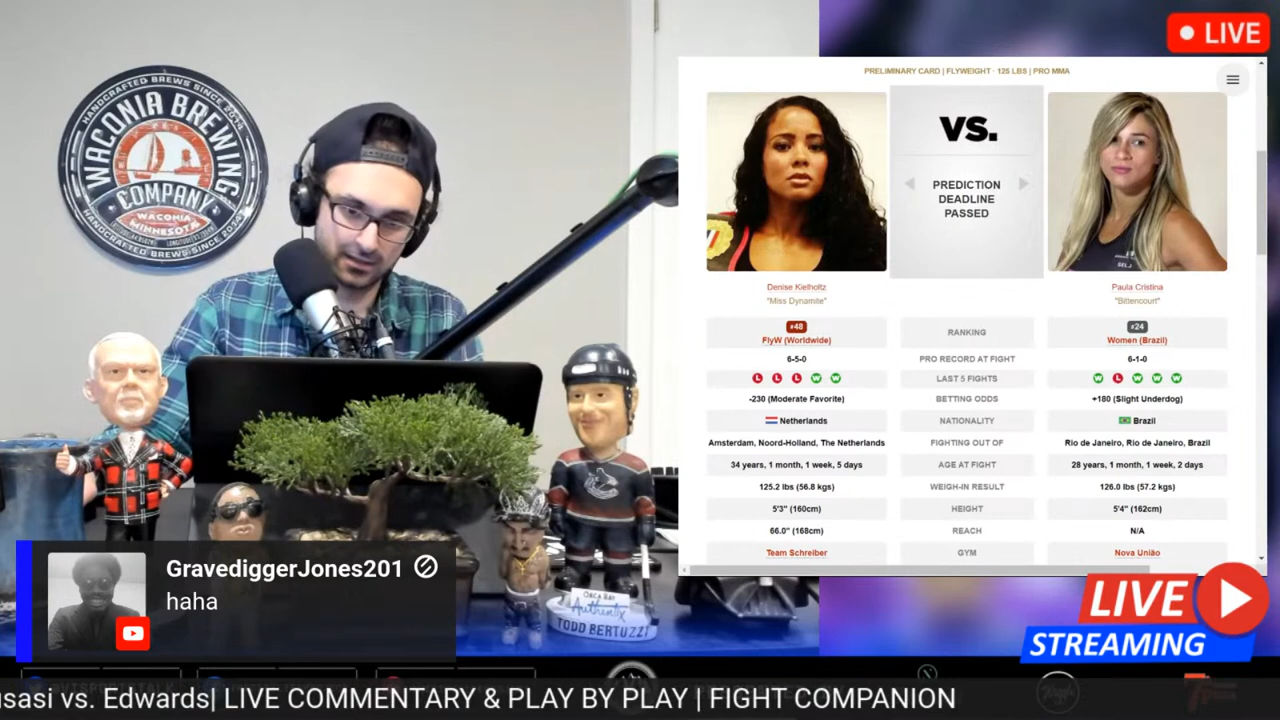 LIVE
HANDCRAFTED BREWS SINCE
WACONIA BREWING
COMPANY
WACONIA
MINNESOTA
HANDCRAFTED BREWS SINCE
PRELIMINARY CARD | FLYWEIGHT · 125 LBS | PRO MMA
VS.
PREDICTION
DEADLINE
PASSED
Denise Kielholtz
"Miss Dynamite"
Paula Cristina
"Bittencourt"
#48 RANKING #24
FlyW (Worldwide) Women (Brazil)
6-5-0 PRO RECORD AT FIGHT 6-1-0
L L L W W LAST 5 FIGHTS W L W W W
-230 (Moderate Favorite) BETTING ODDS +180 (Slight Underdog)
Netherlands NATIONALITY Brazil
Amsterdam, Noord-Holland, The Netherlands FIGHTING OUT OF Rio de Janeiro, Rio de Janeiro, Brazil
34 years, 1 month, 1 week, 5 days AGE AT FIGHT 28 years, 1 month, 1 week, 2 days
125.2 lbs (56.8 kgs) WEIGH-IN RESULT 126.0 lbs (57.2 kgs)
5'3" (160cm) HEIGHT 5'4" (162cm)
66.0" (168cm) REACH N/A
Team Schreiber GYM Nova União
GravediggerJones201
haha
ORCA BAY
Authentix
TODD BERTUZZI
LIVE
STREAMING
sasi vs. Edwards| LIVE COMMENTARY & PLAY BY PLAY | FIGHT COMPANION